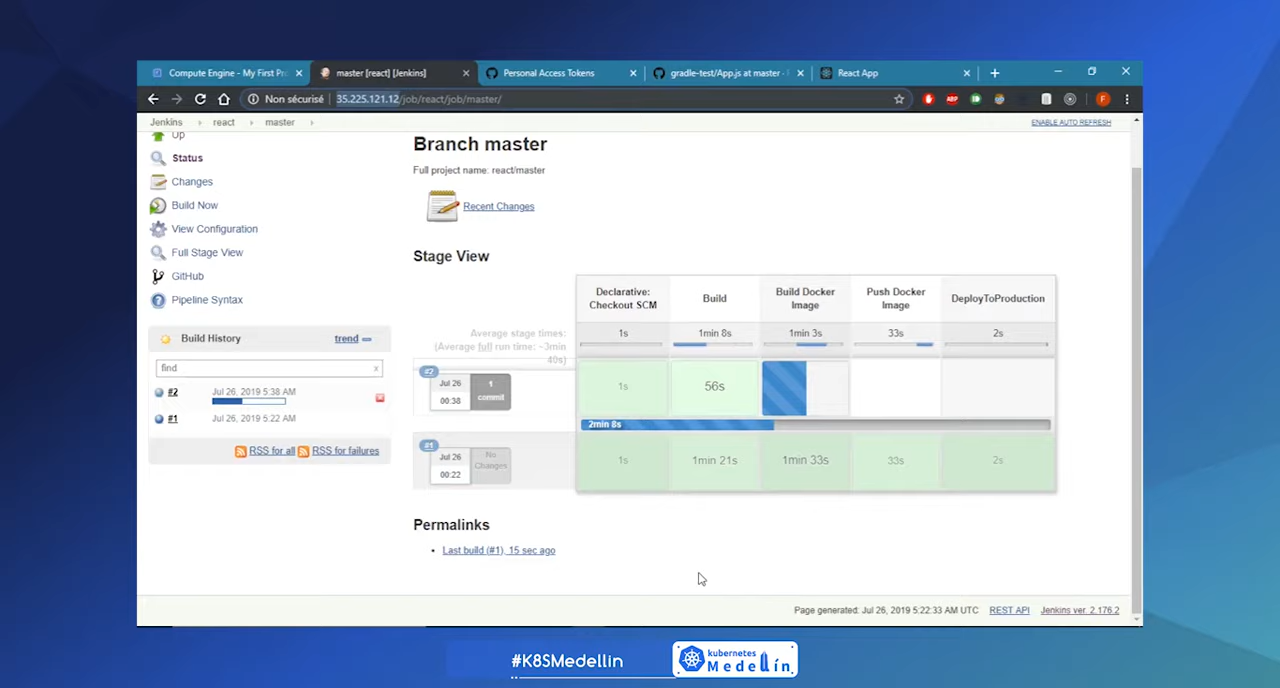 Compute Engine - My First Pr
master [react] [Jenkins]
Personal Access Tokens
gradle-test/App.js at master ·
React App
Non sécurisé
35.225.121.12/job/react/job/master/
Jenkins
react
master
ENABLE AUTO REFRESH
Up
Status
Changes
Build Now
View Configuration
Full Stage View
GitHub
Pipeline Syntax
Build History
trend
find
x
#2
Jul 26, 2019 5:38 AM
#1
Jul 26, 2019 5:22 AM
RSS for all
RSS for failures
Branch master
Full project name: react/master
Recent Changes
Stage View
Declarative:
Checkout SCM
Build
Build Docker
Image
Push Docker
Image
DeployToProduction
Average stage times:
(Average full run time: ~3min
40s)
1s
1min 8s
1min 3s
33s
2s
#2
Jul 26
00:38
1
commit
1s
56s
2min 8s
#1
Jul 26
00:22
No
Changes
1s
1min 21s
1min 33s
33s
2s
Permalinks
Last build (#1), 15 sec ago
Page generated: Jul 26, 2019 5:22:33 AM UTC
REST API
Jenkins ver. 2.176.2
#K8SMedellin
kubernetes
Medellín